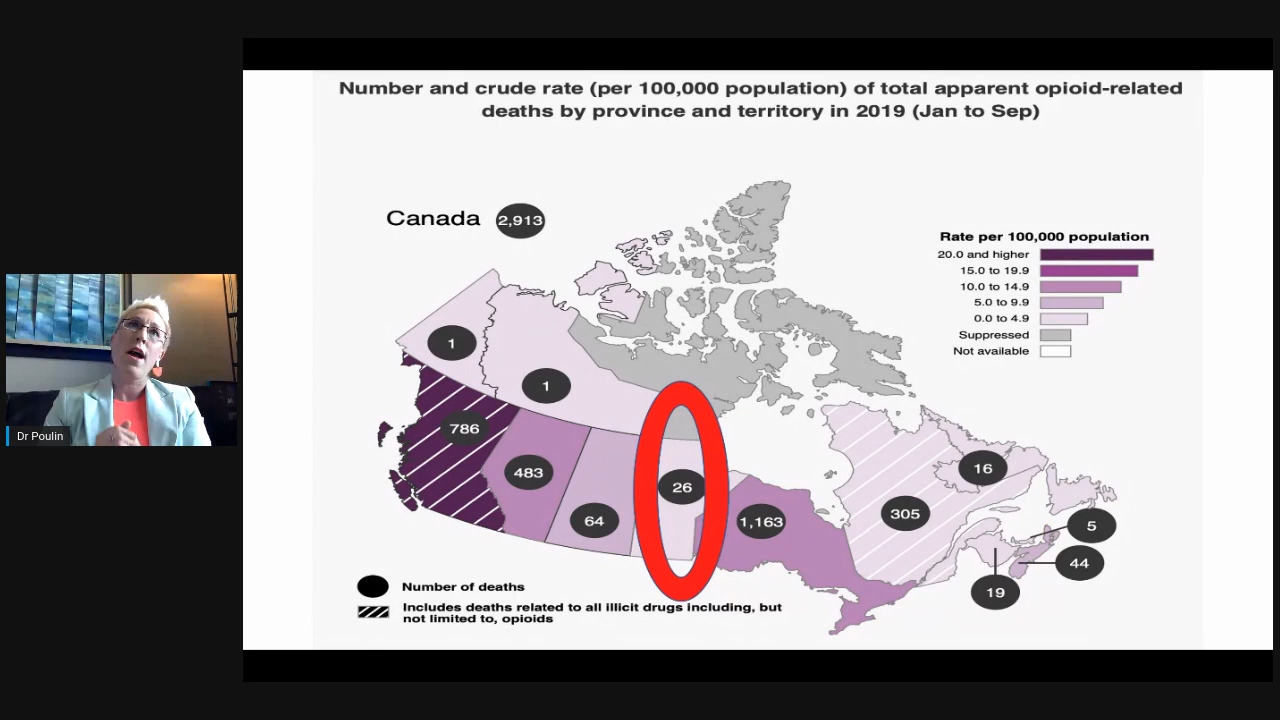 Number and crude rate (per 100,000 population) of total apparent opioid-related
deaths by province and territory in 2019 (Jan to Sep)
Canada 2,913
Rate per 100,000 population
20.0 and higher
15.0 to 19.9
10.0 to 14.9
5.0 to 9.9
0.0 to 4.9
Suppressed
Not available
1
1
786
483
64
26
1,163
305
16
5
44
19
Number of deaths
Includes deaths related to all illicit drugs including, but
not limited to, opioids
Dr Poulin